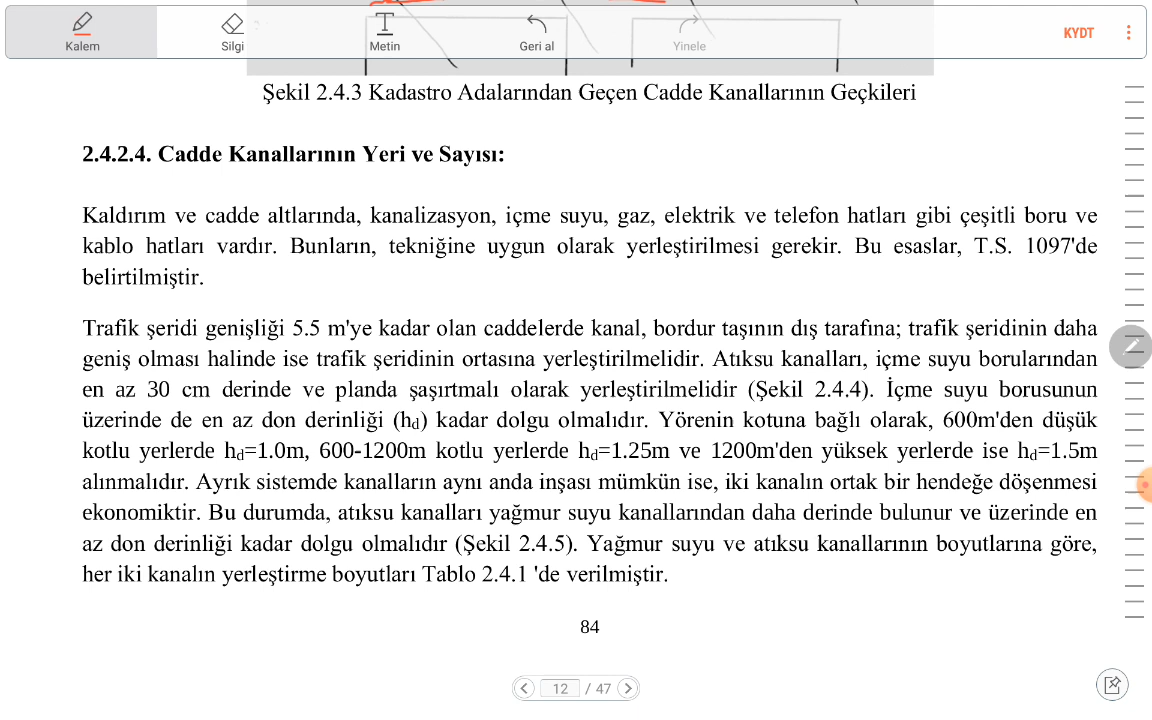 Kalem
Silgi
Metin
Geri al
Yinele
KYDT
Şekil 2.4.3 Kadastro Adalarından Geçen Cadde Kanallarının Geçkileri
2.4.2.4. Cadde Kanallarının Yeri ve Sayısı:
Kaldırım ve cadde altlarında, kanalizasyon, içme suyu, gaz, elektrik ve telefon hatları gibi çeşitli boru ve
kablo hatları vardır. Bunların, tekniğine uygun olarak yerleştirilmesi gerekir. Bu esaslar, T.S. 1097'de
belirtilmiştir.
Trafik şeridi genişliği 5.5 m'ye kadar olan caddelerde kanal, bordur taşının dış tarafına; trafik şeridinin daha
geniş olması halinde ise trafik şeridinin ortasına yerleştirilmelidir. Atıksu kanalları, içme suyu borularından
en az 30 cm derinde ve planda şaşırtmalı olarak yerleştirilmelidir (Şekil 2.4.4). İçme suyu borusunun
üzerinde de en az don derinliği (hd) kadar dolgu olmalıdır. Yörenin kotuna bağlı olarak, 600m'den düşük
kotlu yerlerde hd=1.0m, 600-1200m kotlu yerlerde hd=1.25m ve 1200m'den yüksek yerlerde ise hd=1.5m
alınmalıdır. Ayrık sistemde kanalların aynı anda inşası mümkün ise, iki kanalın ortak bir hendeğe döşenmesi
ekonomiktir. Bu durumda, atıksu kanalları yağmur suyu kanallarından daha derinde bulunur ve üzerinde en
az don derinliği kadar dolgu olmalıdır (Şekil 2.4.5). Yağmur suyu ve atıksu kanallarının boyutlarına göre,
her iki kanalın yerleştirme boyutları Tablo 2.4.1 'de verilmiştir.
84
12 / 47